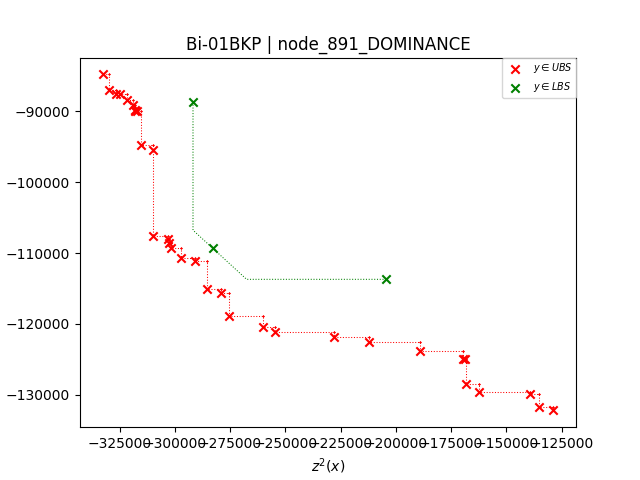 Bi-01BKP | node_891_DOMINANCE
y ∈ UBS
y ∈ LBS
−90000
−100000
−110000
−120000
−130000
−325000 −300000 −275000 −250000 −225000 −200000 −175000 −150000 −125000
z²(x)